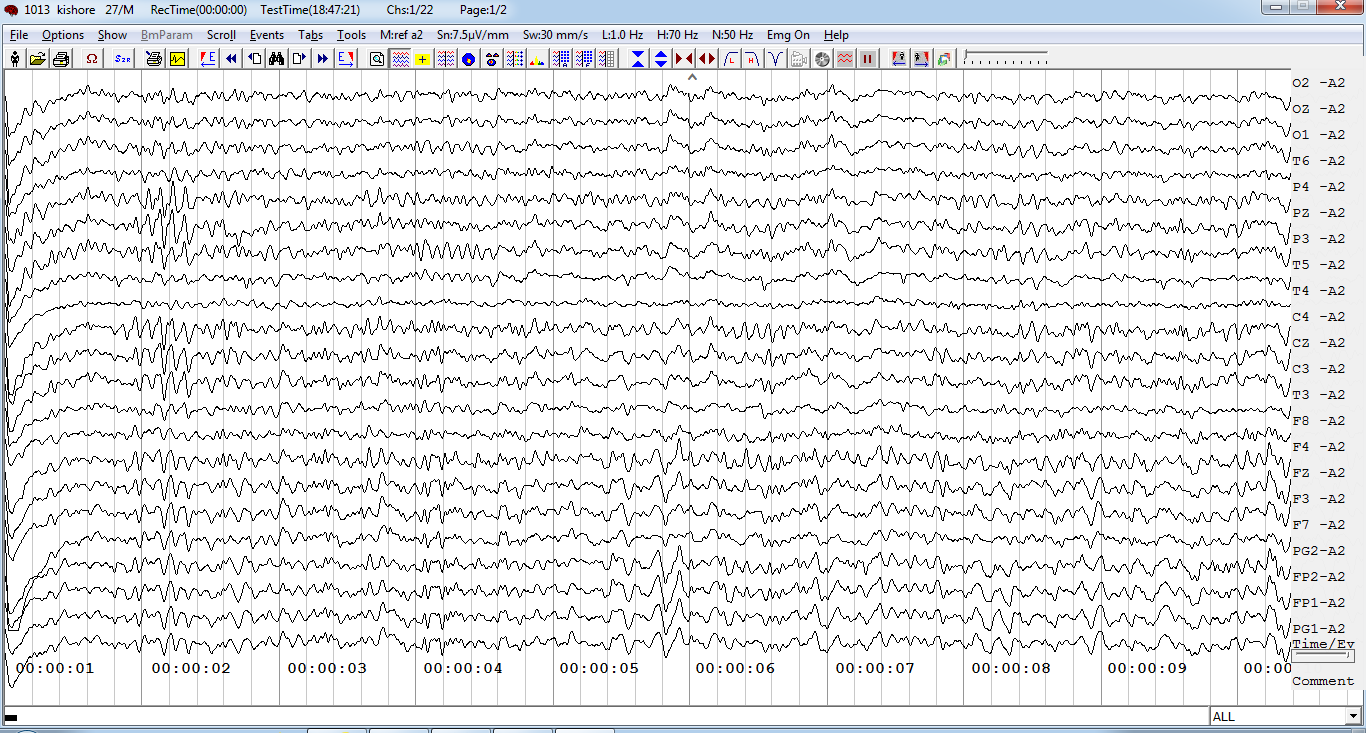 1013 kishore 27/M RecTime(00:00:00) TestTime(18:47:21) Chs:1/22 Page:1/2
File Options Show BmParam Scroll Events Tabs Tools M:ref a2 Sn:7.5µV/mm Sw:30 mm/s L:1.0 Hz H:70 Hz N:50 Hz Emg On Help
O2 -A2
OZ -A2
O1 -A2
T6 -A2
P4 -A2
PZ -A2
P3 -A2
T5 -A2
T4 -A2
C4 -A2
CZ -A2
C3 -A2
T3 -A2
F8 -A2
F4 -A2
FZ -A2
F3 -A2
F7 -A2
PG2-A2
FP2-A2
FP1-A2
PG1-A2
Time/Ev
00:00:01 00:00:02 00:00:03 00:00:04 00:00:05 00:00:06 00:00:07 00:00:08 00:00:09 00:00
Comment
ALL